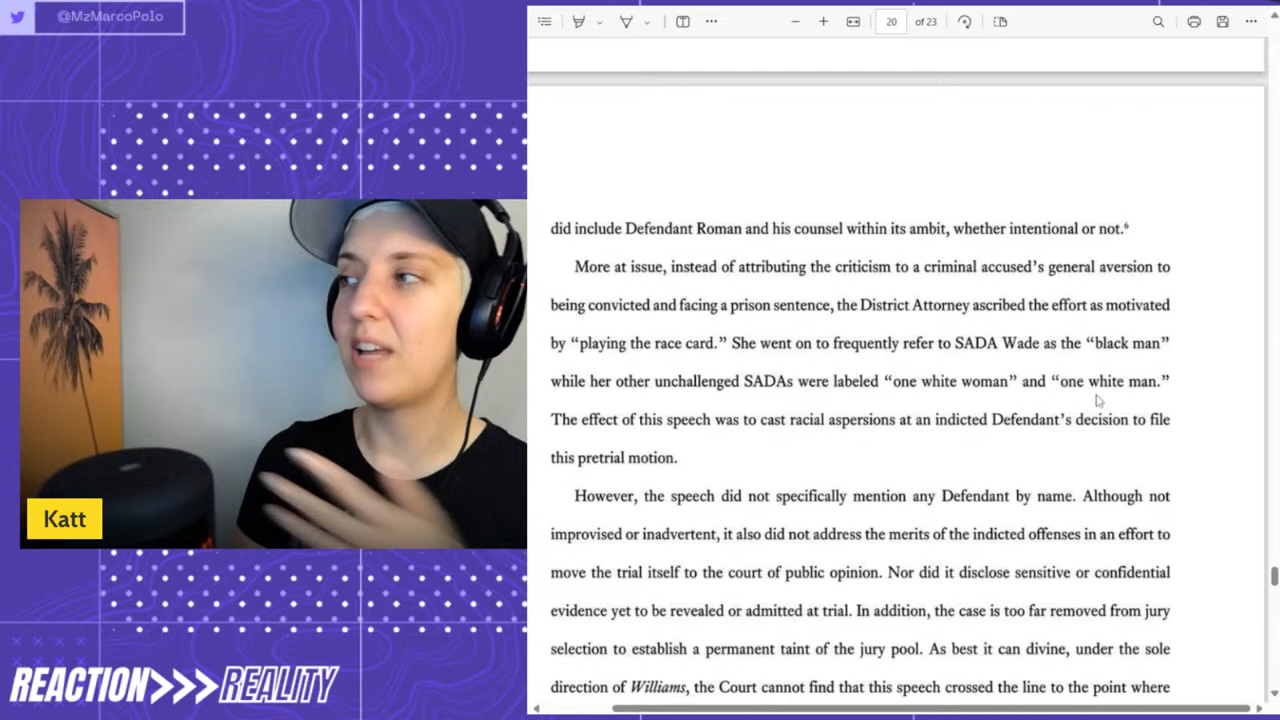 @MzMarcoPolo
20 of 23
did include Defendant Roman and his counsel within its ambit, whether intentional or not.⁶
More at issue, instead of attributing the criticism to a criminal accused's general aversion to
being convicted and facing a prison sentence, the District Attorney ascribed the effort as motivated
by “playing the race card.” She went on to frequently refer to SADA Wade as the “black man”
while her other unchallenged SADAs were labeled “one white woman” and “one white man.”
The effect of this speech was to cast racial aspersions at an indicted Defendant's decision to file
this pretrial motion.
However, the speech did not specifically mention any Defendant by name. Although not
improvised or inadvertent, it also did not address the merits of the indicted offenses in an effort to
move the trial itself to the court of public opinion. Nor did it disclose sensitive or confidential
evidence yet to be revealed or admitted at trial. In addition, the case is too far removed from jury
selection to establish a permanent taint of the jury pool. As best it can divine, under the sole
direction of Williams, the Court cannot find that this speech crossed the line to the point where
Katt
REACTION>>>REALITY